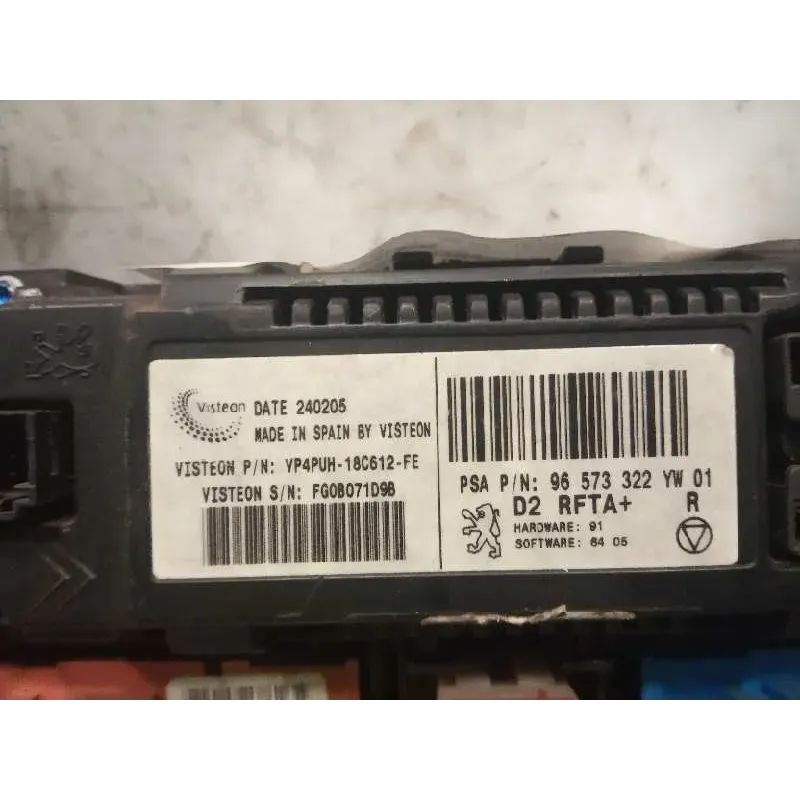 Visteon
DATE 240205
MADE IN SPAIN BY VISTEON
VISTEON P/N: VP4PUH-18C612-FE
VISTEON S/N: FG0B071D9B
PSA P/N: 96 573 322 YW 01
D2 RFTA+ R
HARDWARE: 91
SOFTWARE: 64 05